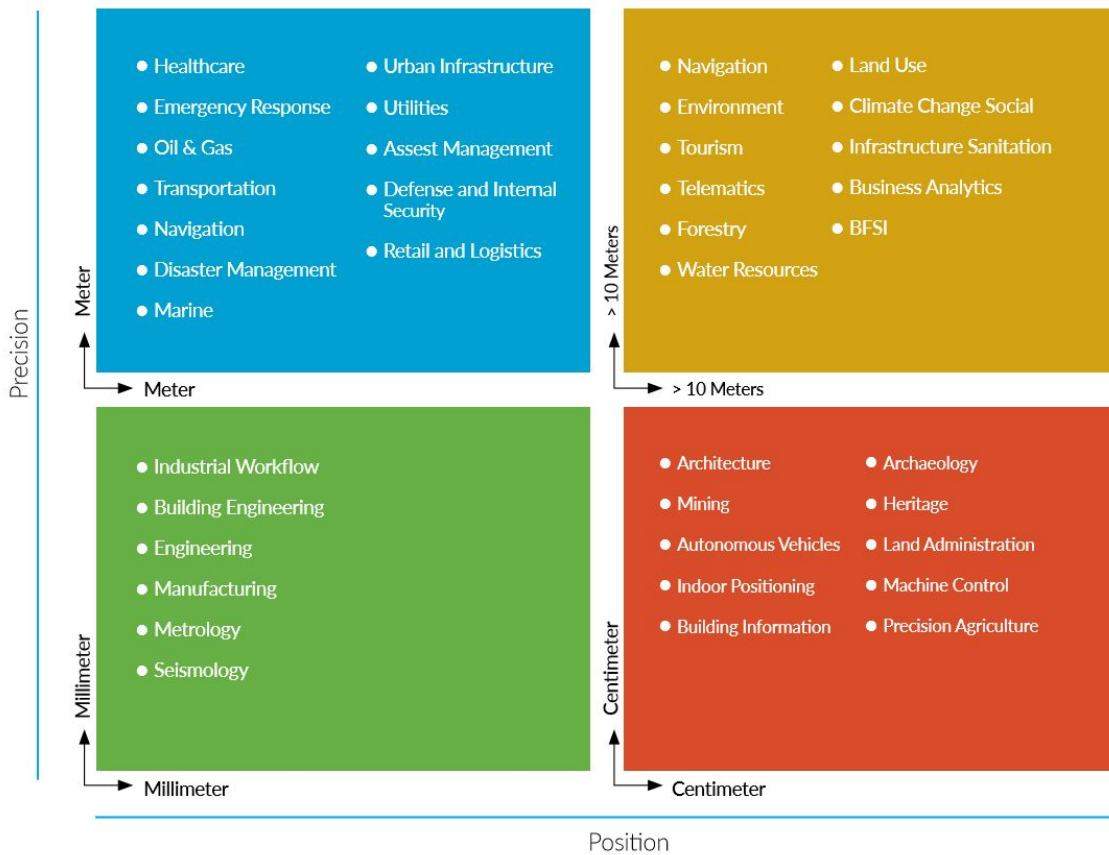 Precision
Meter
Healthcare
Emergency Response
Oil & Gas
Transportation
Navigation
Disaster Management
Marine
Urban Infrastructure
Utilities
Assest Management
Defense and Internal
Security
Retail and Logistics
Meter
> 10 Meters
Navigation
Environment
Tourism
Telematics
Forestry
Water Resources
Land Use
Climate Change Social
Infrastructure Sanitation
Business Analytics
BFSI
> 10 Meters
Millimeter
Industrial Workflow
Building Engineering
Engineering
Manufacturing
Metrology
Seismology
Millimeter
Centimeter
Architecture
Mining
Autonomous Vehicles
Indoor Positioning
Building Information
Archaeology
Heritage
Land Administration
Machine Control
Precision Agriculture
Centimeter
Position